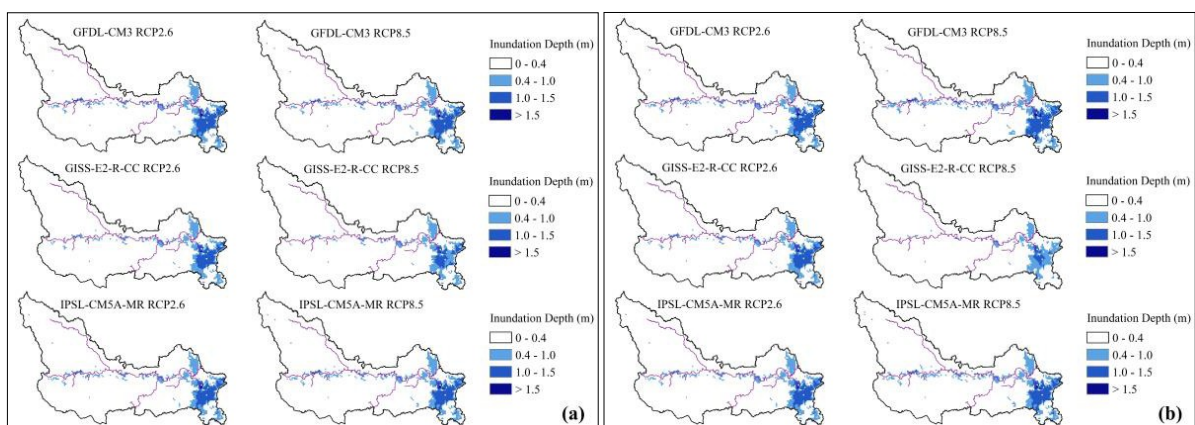 GFDL-CM3 RCP2.6
GFDL-CM3 RCP8.5
Inundation Depth (m)
0 - 0.4
0.4 - 1.0
1.0 - 1.5
> 1.5
GISS-E2-R-CC RCP2.6
GISS-E2-R-CC RCP8.5
Inundation Depth (m)
0 - 0.4
0.4 - 1.0
1.0 - 1.5
> 1.5
IPSL-CM5A-MR RCP2.6
IPSL-CM5A-MR RCP8.5
Inundation Depth (m)
0 - 0.4
0.4 - 1.0
1.0 - 1.5
> 1.5
(a)
GFDL-CM3 RCP2.6
GFDL-CM3 RCP8.5
Inundation Depth (m)
0 - 0.4
0.4 - 1.0
1.0 - 1.5
> 1.5
GISS-E2-R-CC RCP2.6
GISS-E2-R-CC RCP8.5
Inundation Depth (m)
0 - 0.4
0.4 - 1.0
1.0 - 1.5
> 1.5
IPSL-CM5A-MR RCP2.6
IPSL-CM5A-MR RCP8.5
Inundation Depth (m)
0 - 0.4
0.4 - 1.0
1.0 - 1.5
> 1.5
(b)